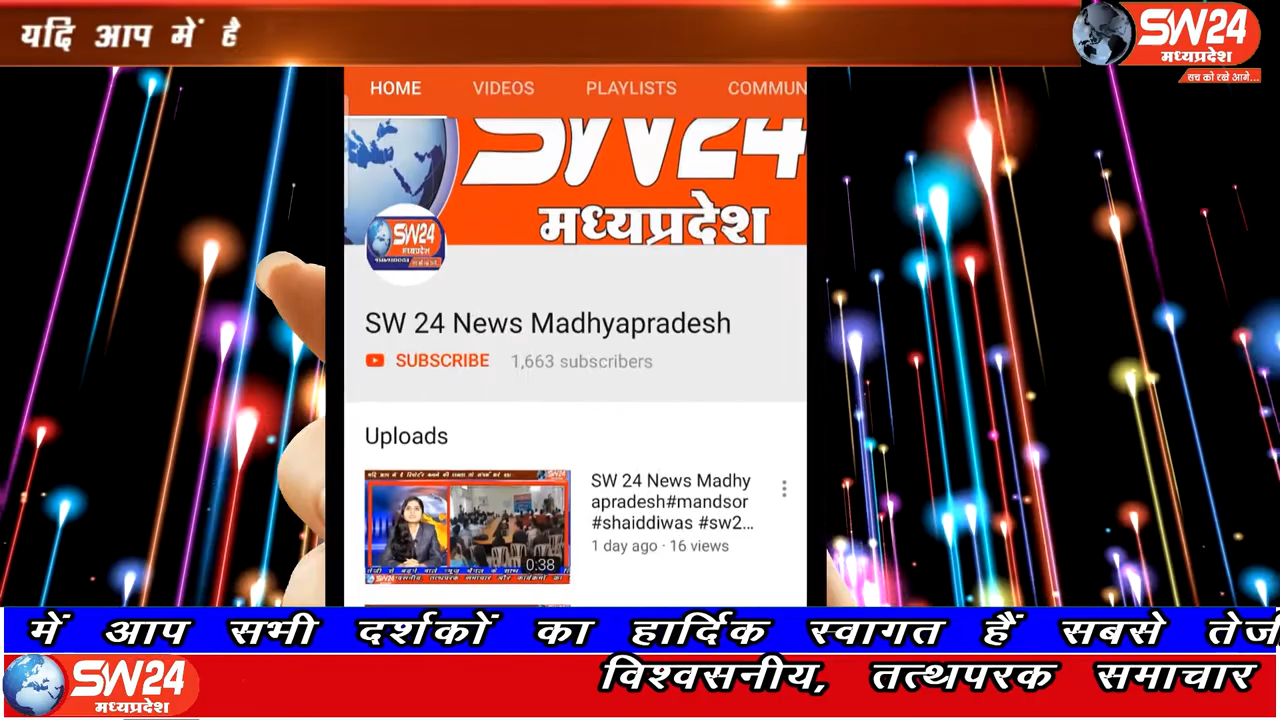 यदि आप में है
SW24
मध्यप्रदेश
सच को रखे आगे...
HOME VIDEOS PLAYLISTS COMMUN
SW24
मध्यप्रदेश
SW24
SW 24 News Madhyapradesh
SUBSCRIBE 1,663 subscribers
Uploads
SW 24 News Madhy
apradesh#mandsor
#shaiddiwas #sw2...
1 day ago · 16 views
0:38
में आप सभी दर्शकों का हार्दिक स्वागत हैं सबसे तेजी
विश्वसनीय, तत्थपरक समाचार
SW24
मध्यप्रदेश